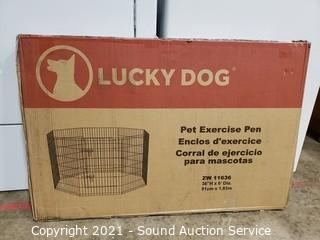 LUCKY DOG®
Pet Exercise Pen
Enclos d'exercice
Corral de ejercicio
para mascotas
ZW 11636
36"H x 6' Dia.
91cm x 1,83m
Copyright 2021 - Sound Auction Service